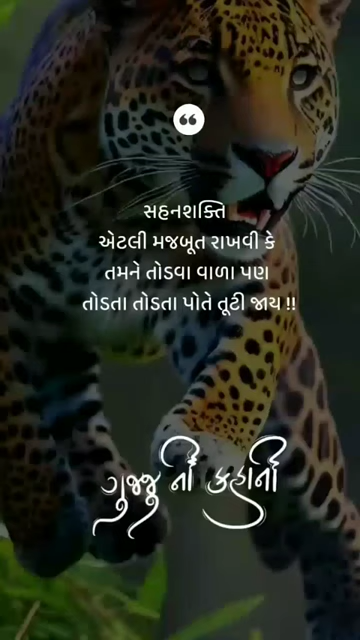 સહનશક્તિ
એટલી મજબૂત રાખવી કે
તમને તોડવા વાળા પણ
તોડતા તોડતા પોતે તૂટી જાય !!
ગુજ્જુ ની કહાની